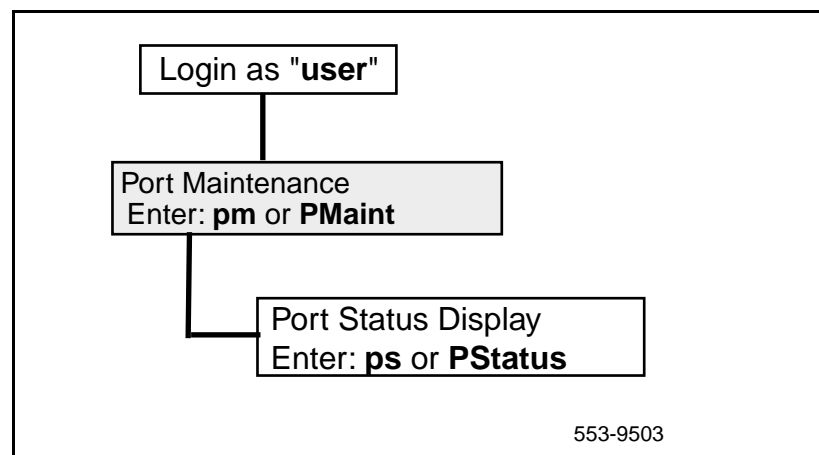 Login as "user"
Port Maintenance
Enter: pm or PMaint
Port Status Display
Enter: ps or PStatus
553-9503